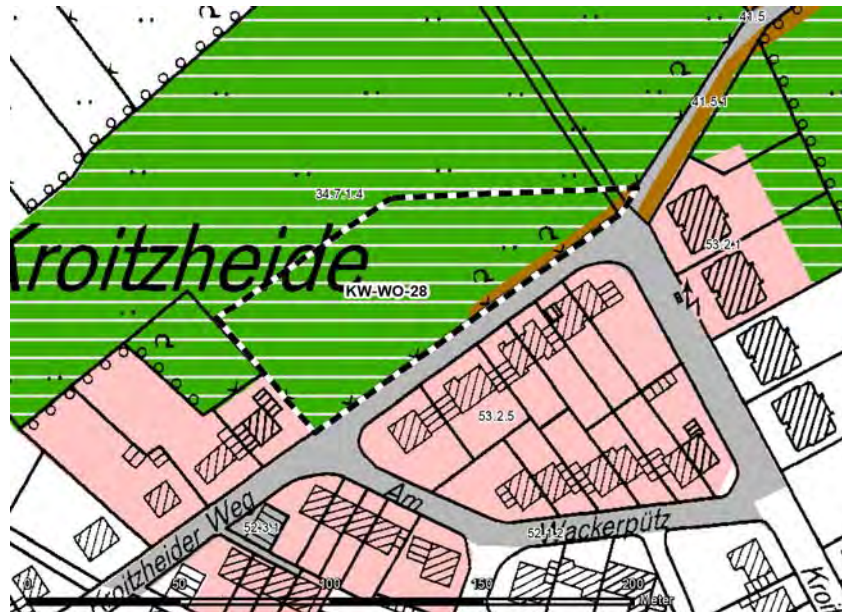 41.5
41.5.1
34.7 1.4
Kroitzheide
53.2.1
KW-WO-28
53.2.5
Am
Wackerpütz
52.1.2
52.3.1
Kroitzheider Weg
Kroi
0 50 100 150 200
Meter